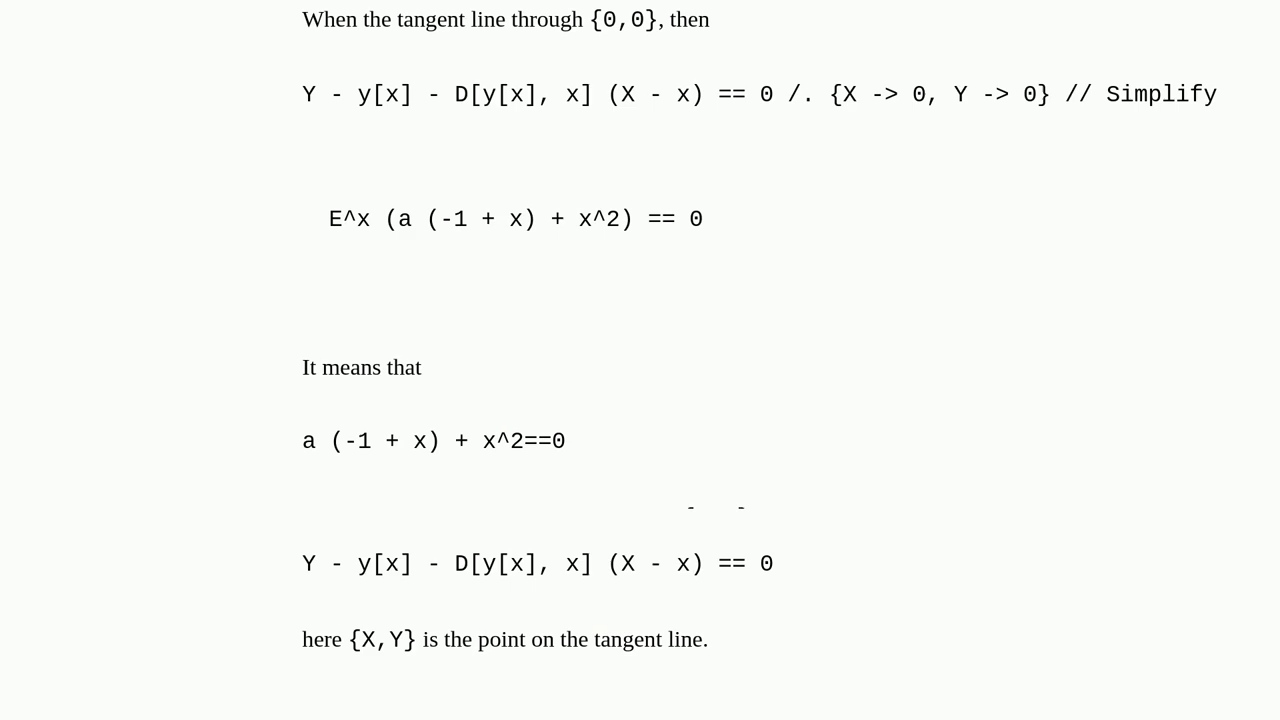 When the tangent line through {0,0}, then
Y - y[x] - D[y[x], x] (X - x) == 0 /. {X -> 0, Y -> 0} // Simplify
E^x (a (-1 + x) + x^2) == 0
It means that
a (-1 + x) + x^2==0
Y - y[x] - D[y[x], x] (X - x) == 0
here {X,Y} is the point on the tangent line.